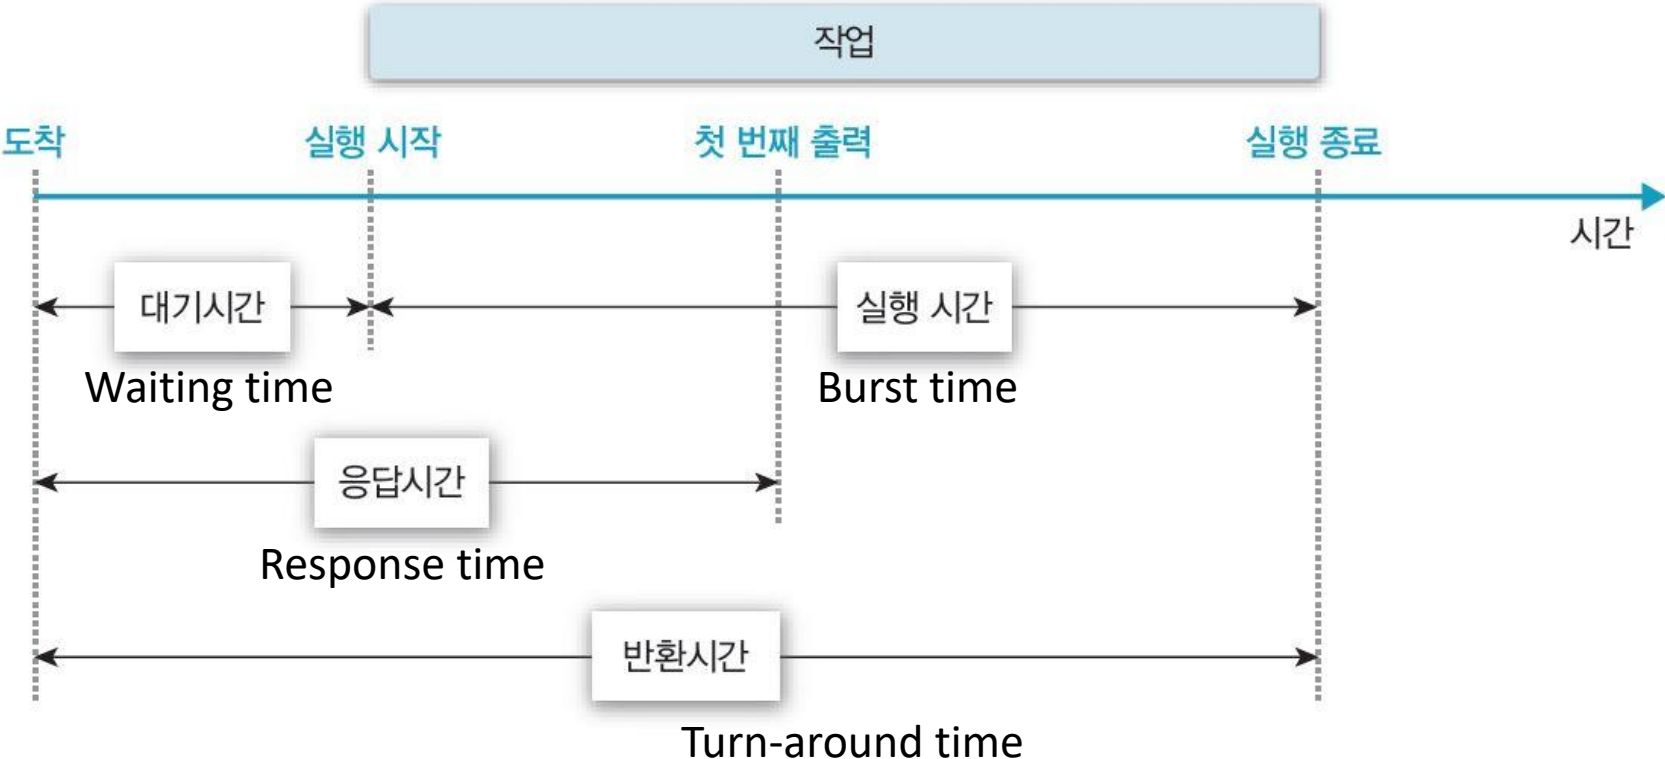 작업
도착 실행 시작 첫 번째 출력 실행 종료
시간
대기시간 실행 시간
Waiting time Burst time
응답시간
Response time
반환시간
Turn-around time